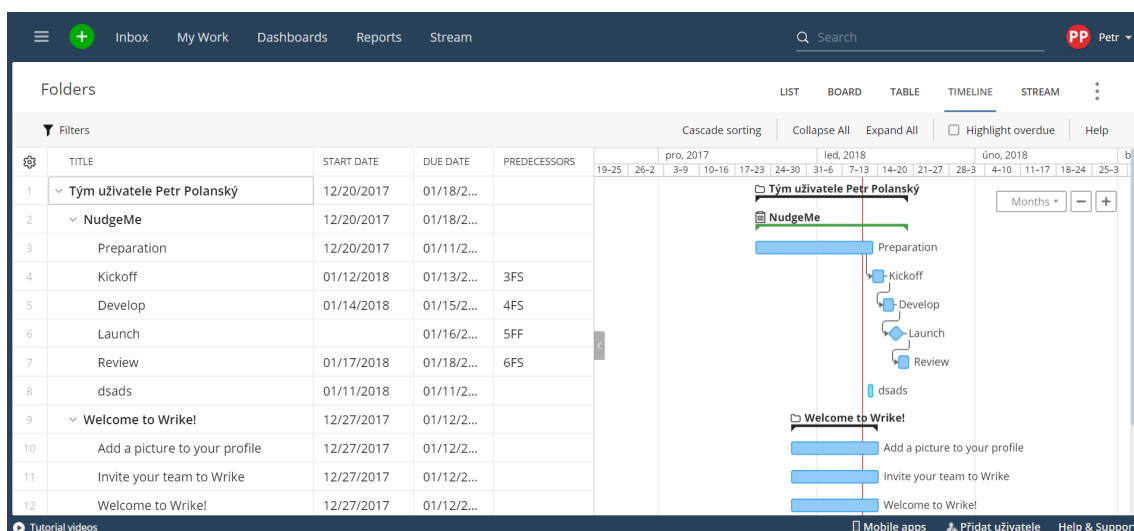 Inbox My Work Dashboards Reports Stream Search PP Petr
Folders LIST BOARD TABLE TIMELINE STREAM
Filters Cascade sorting Collapse All Expand All Highlight overdue Help
TITLE START DATE DUE DATE PREDECESSORS
pro, 2017 led, 2018 úno, 2018 b
19–25 26–2 3–9 10–16 17–23 24–30 31–6 7–13 14–20 21–27 28–3 4–10 11–17 18–24 25–3
Months
1 Tým uživatele Petr Polanský 12/20/2017 01/18/2... Tým uživatele Petr Polanský
2 NudgeMe 12/20/2017 01/18/2... NudgeMe
3 Preparation 12/20/2017 01/11/2... Preparation
4 Kickoff 01/12/2018 01/13/2... 3FS Kickoff
5 Develop 01/14/2018 01/15/2... 4FS Develop
6 Launch 01/16/2... 5FF Launch
7 Review 01/17/2018 01/18/2... 6FS Review
8 dsads 01/11/2018 01/11/2... dsads
9 Welcome to Wrike! 12/27/2017 01/12/2... Welcome to Wrike!
10 Add a picture to your profile 12/27/2017 01/12/2... Add a picture to your profile
11 Invite your team to Wrike 12/27/2017 01/12/2... Invite your team to Wrike
12 Welcome to Wrike! 12/27/2017 01/12/2... Welcome to Wrike!
Tutorial videos Mobile apps Přidat uživatele Help & Support